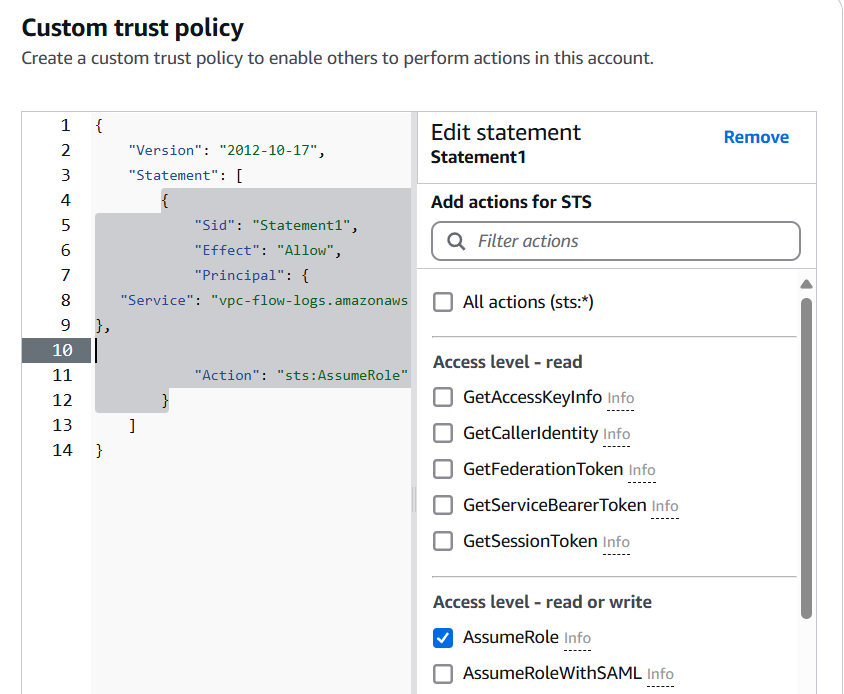 Custom trust policy
Create a custom trust policy to enable others to perform actions in this account.
1 {
2 "Version": "2012-10-17",
3 "Statement": [
4 {
5 "Sid": "Statement1",
6 "Effect": "Allow",
7 "Principal": {
8 "Service": "vpc-flow-logs.amazonaws
9 },
10
11 "Action": "sts:AssumeRole"
12 }
13 ]
14 }
Edit statement
Remove
Statement1
Add actions for STS
Filter actions
All actions (sts:*)
Access level - read
GetAccessKeyInfo Info
GetCallerIdentity Info
GetFederationToken Info
GetServiceBearerToken Info
GetSessionToken Info
Access level - read or write
AssumeRole Info
AssumeRoleWithSAML Info